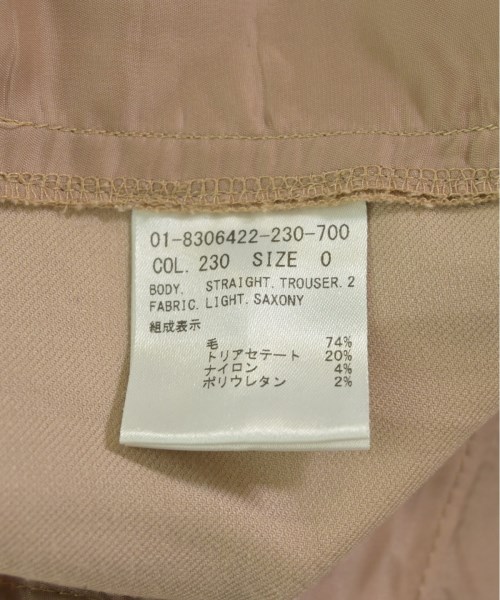 01-8306422-230-700
COL. 230 SIZE 0
BODY. STRAIGHT. TROUSER. 2
FABRIC. LIGHT. SAXONY
組成表示
毛 74%
トリアセテート 20%
ナイロン 4%
ポリウレタン 2%